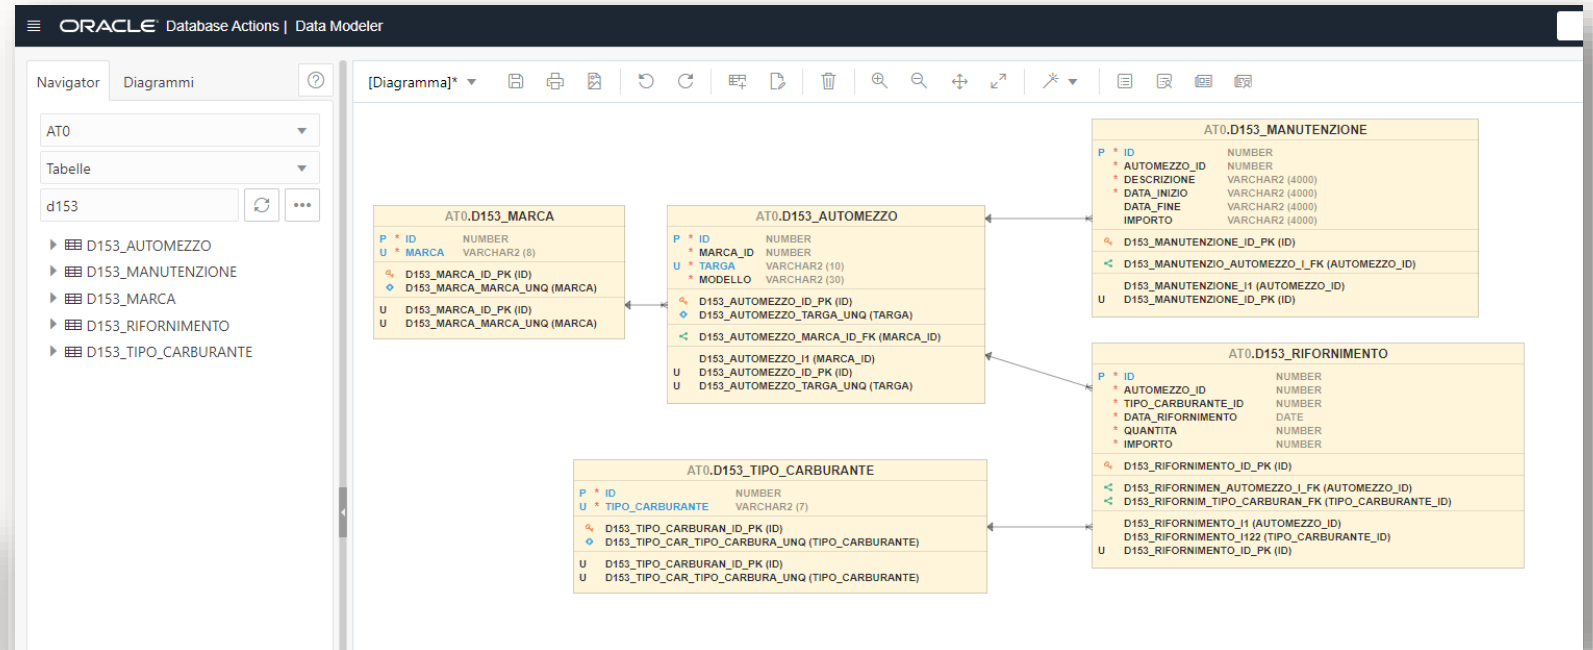 ORACLE Database Actions | Data Modeler
Navigator Diagrammi
AT0
Tabelle
d153
D153_AUTOMEZZO
D153_MANUTENZIONE
D153_MARCA
D153_RIFORNIMENTO
D153_TIPO_CARBURANTE
[Diagramma]*
AT0.D153_MARCA
P * ID NUMBER
U * MARCA VARCHAR2 (8)
D153_MARCA_ID_PK (ID)
D153_MARCA_MARCA_UNQ (MARCA)
U D153_MARCA_ID_PK (ID)
U D153_MARCA_MARCA_UNQ (MARCA)
AT0.D153_AUTOMEZZO
P * ID NUMBER
* MARCA_ID NUMBER
U * TARGA VARCHAR2 (10)
* MODELLO VARCHAR2 (30)
D153_AUTOMEZZO_ID_PK (ID)
D153_AUTOMEZZO_TARGA_UNQ (TARGA)
D153_AUTOMEZZO_MARCA_ID_FK (MARCA_ID)
D153_AUTOMEZZO_I1 (MARCA_ID)
U D153_AUTOMEZZO_ID_PK (ID)
U D153_AUTOMEZZO_TARGA_UNQ (TARGA)
AT0.D153_MANUTENZIONE
P * ID NUMBER
* AUTOMEZZO_ID NUMBER
* DESCRIZIONE VARCHAR2 (4000)
* DATA_INIZIO VARCHAR2 (4000)
DATA_FINE VARCHAR2 (4000)
IMPORTO VARCHAR2 (4000)
D153_MANUTENZIONE_ID_PK (ID)
D153_MANUTENZIO_AUTOMEZZO_I_FK (AUTOMEZZO_ID)
D153_MANUTENZIONE_I1 (AUTOMEZZO_ID)
U D153_MANUTENZIONE_ID_PK (ID)
AT0.D153_RIFORNIMENTO
P * ID NUMBER
* AUTOMEZZO_ID NUMBER
* TIPO_CARBURANTE_ID NUMBER
* DATA_RIFORNIMENTO DATE
* QUANTITA NUMBER
* IMPORTO NUMBER
D153_RIFORNIMENTO_ID_PK (ID)
D153_RIFORNIMEN_AUTOMEZZO_I_FK (AUTOMEZZO_ID)
D153_RIFORNIM_TIPO_CARBURAN_FK (TIPO_CARBURANTE_ID)
D153_RIFORNIMENTO_I1 (AUTOMEZZO_ID)
D153_RIFORNIMENTO_I122 (TIPO_CARBURANTE_ID)
U D153_RIFORNIMENTO_ID_PK (ID)
AT0.D153_TIPO_CARBURANTE
P * ID NUMBER
U * TIPO_CARBURANTE VARCHAR2 (7)
D153_TIPO_CARBURAN_ID_PK (ID)
D153_TIPO_CAR_TIPO_CARBURA_UNQ (TIPO_CARBURANTE)
U D153_TIPO_CARBURAN_ID_PK (ID)
U D153_TIPO_CAR_TIPO_CARBURA_UNQ (TIPO_CARBURANTE)